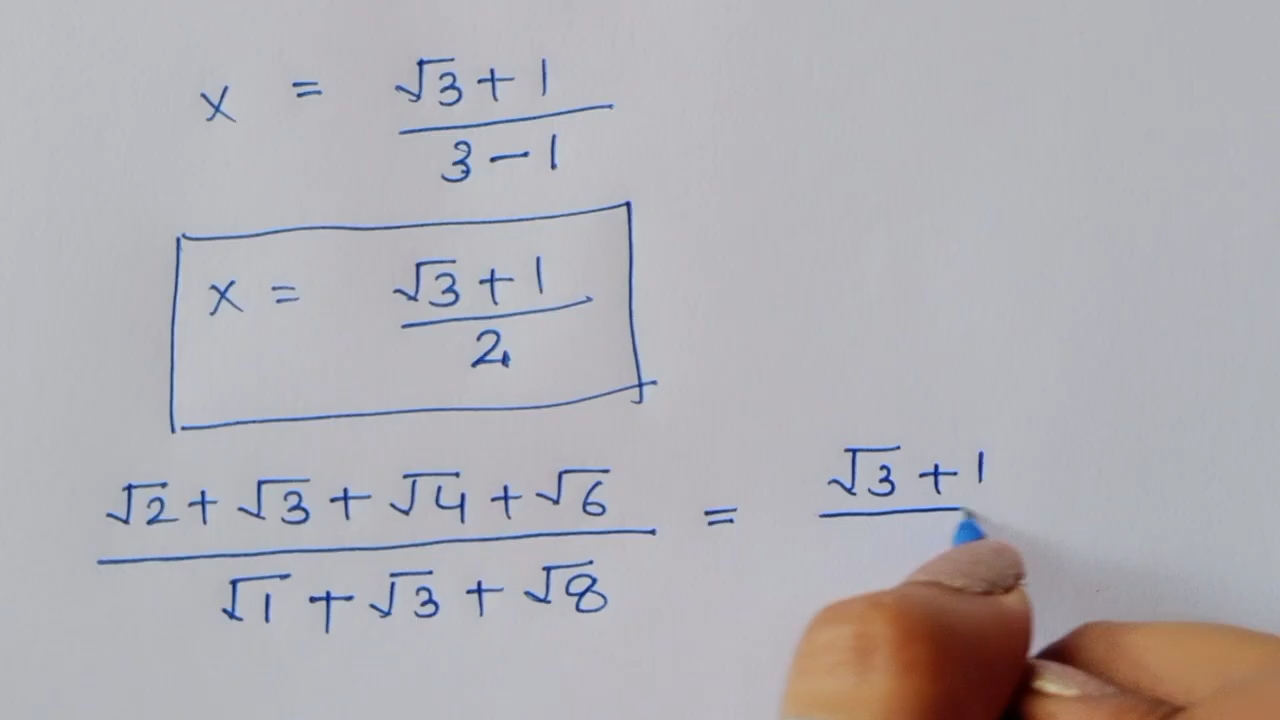 x = (√3 + 1) / (3 - 1)
x = (√3 + 1) / 2
(√2 + √3 + √4 + √6) / (√1 + √3 + √8) = √3 + 1